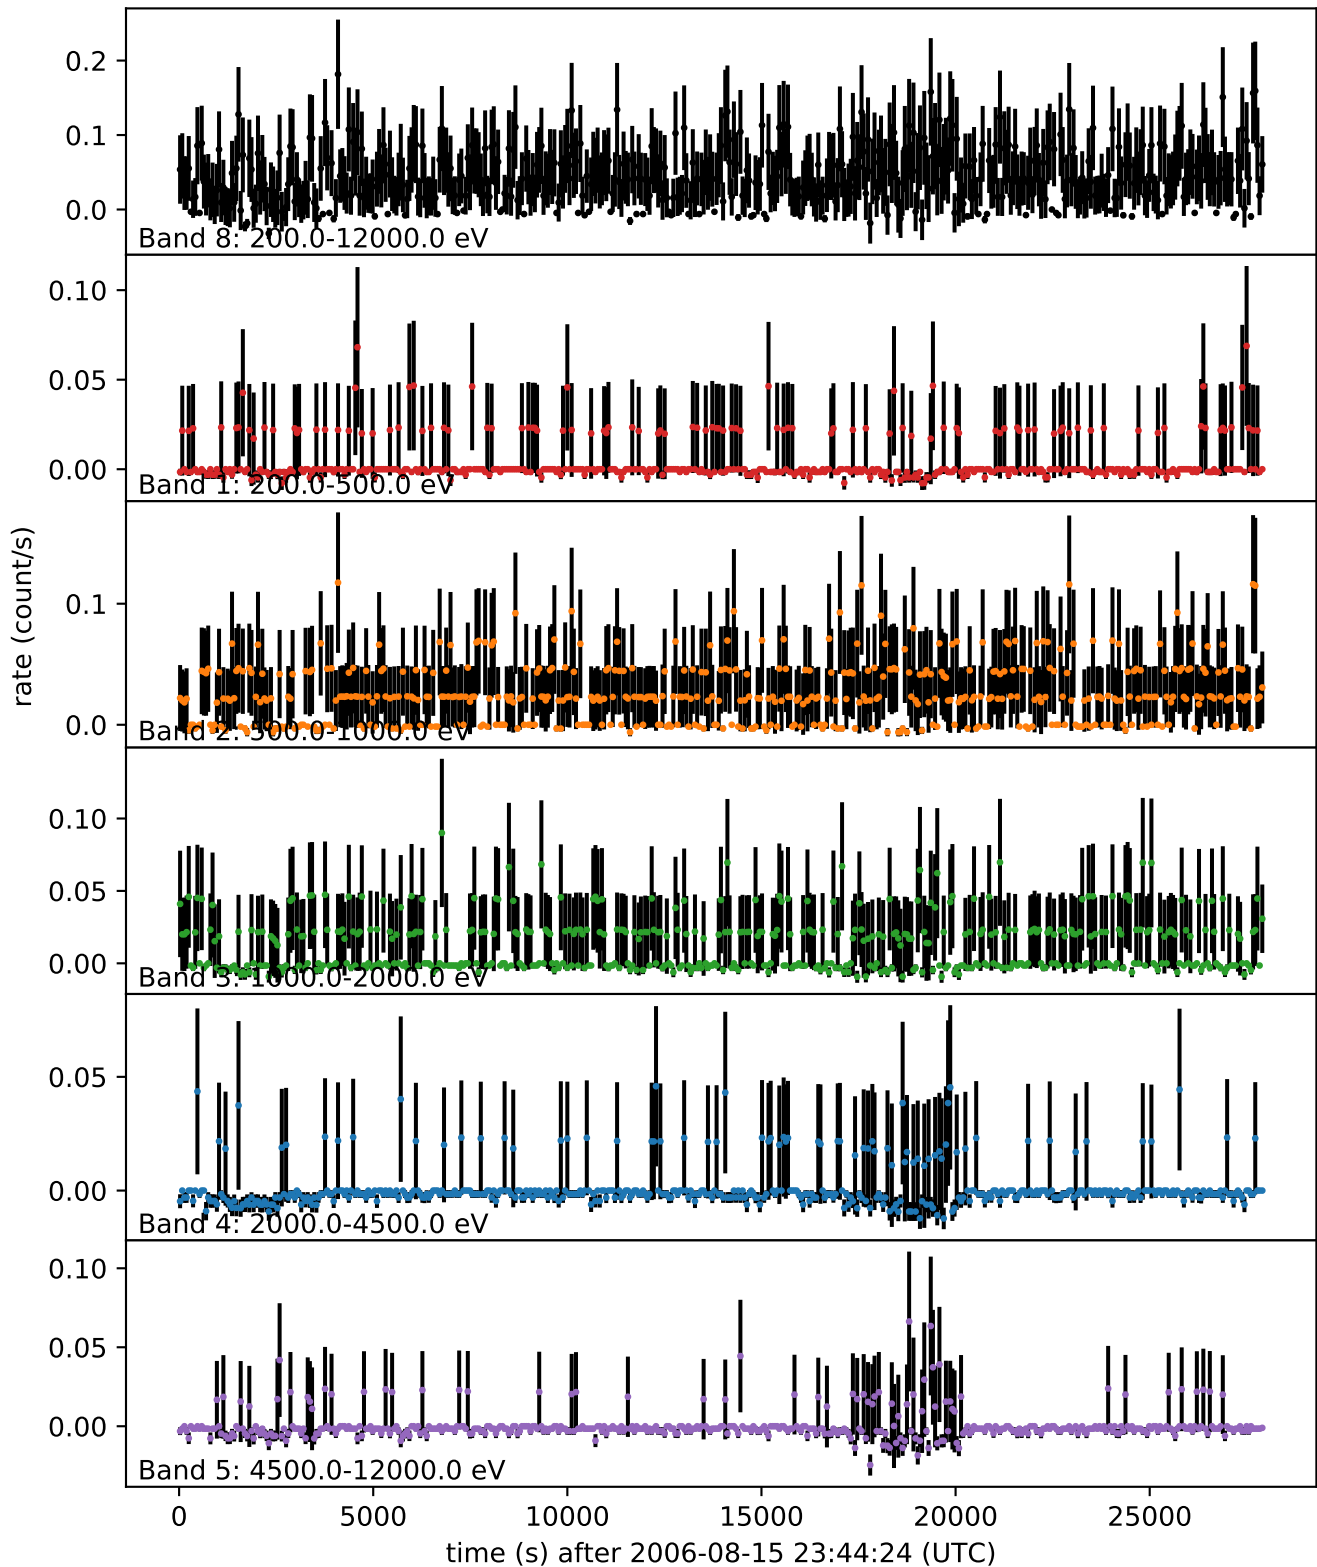 0.2
0.1
0.0
Band 8: 200.0-12000.0 eV
0.10
0.05
0.00
Band 1: 200.0-500.0 eV
rate (count/s)
0.1
0.0
Band 2: 500.0-1000.0 eV
0.10
0.05
0.00
Band 3: 1000.0-2000.0 eV
0.05
0.00
Band 4: 2000.0-4500.0 eV
0.10
0.05
0.00
Band 5: 4500.0-12000.0 eV
0 5000 10000 15000 20000 25000
time (s) after 2006-08-15 23:44:24 (UTC)